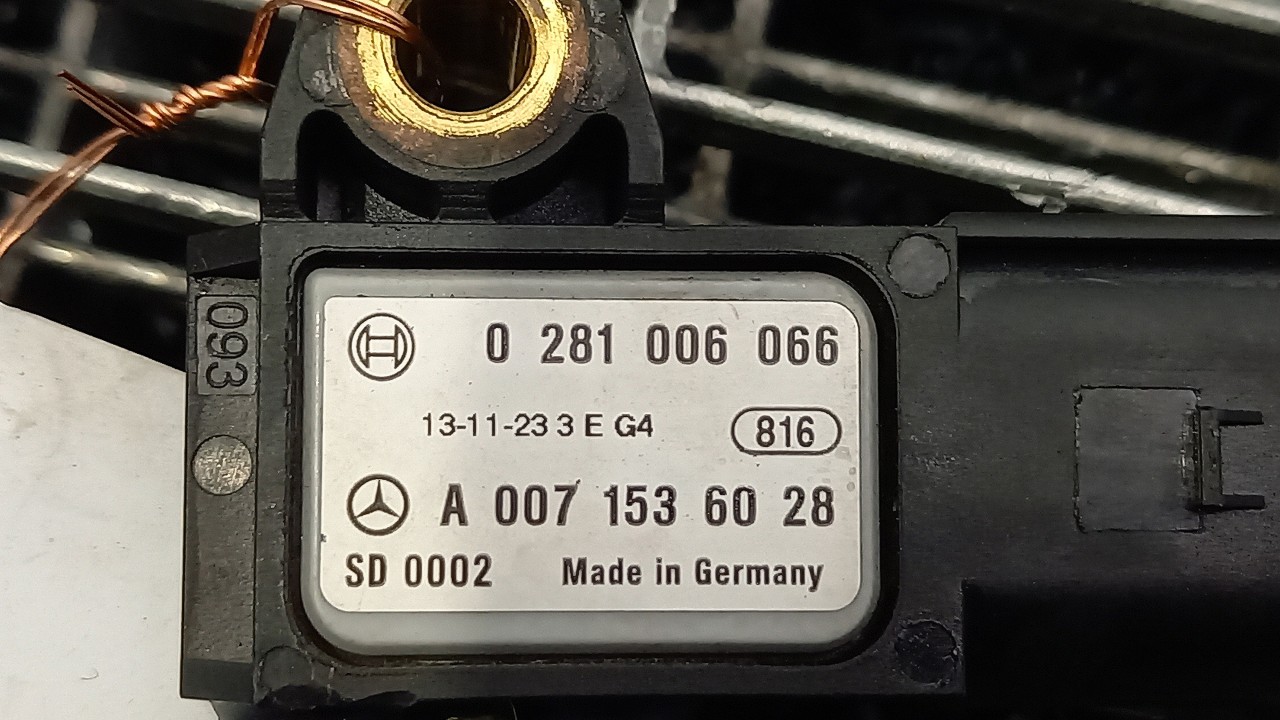 0 281 006 066
13-11-23 3 E G4 816
A 007 153 60 28
SD 0002 Made in Germany
093